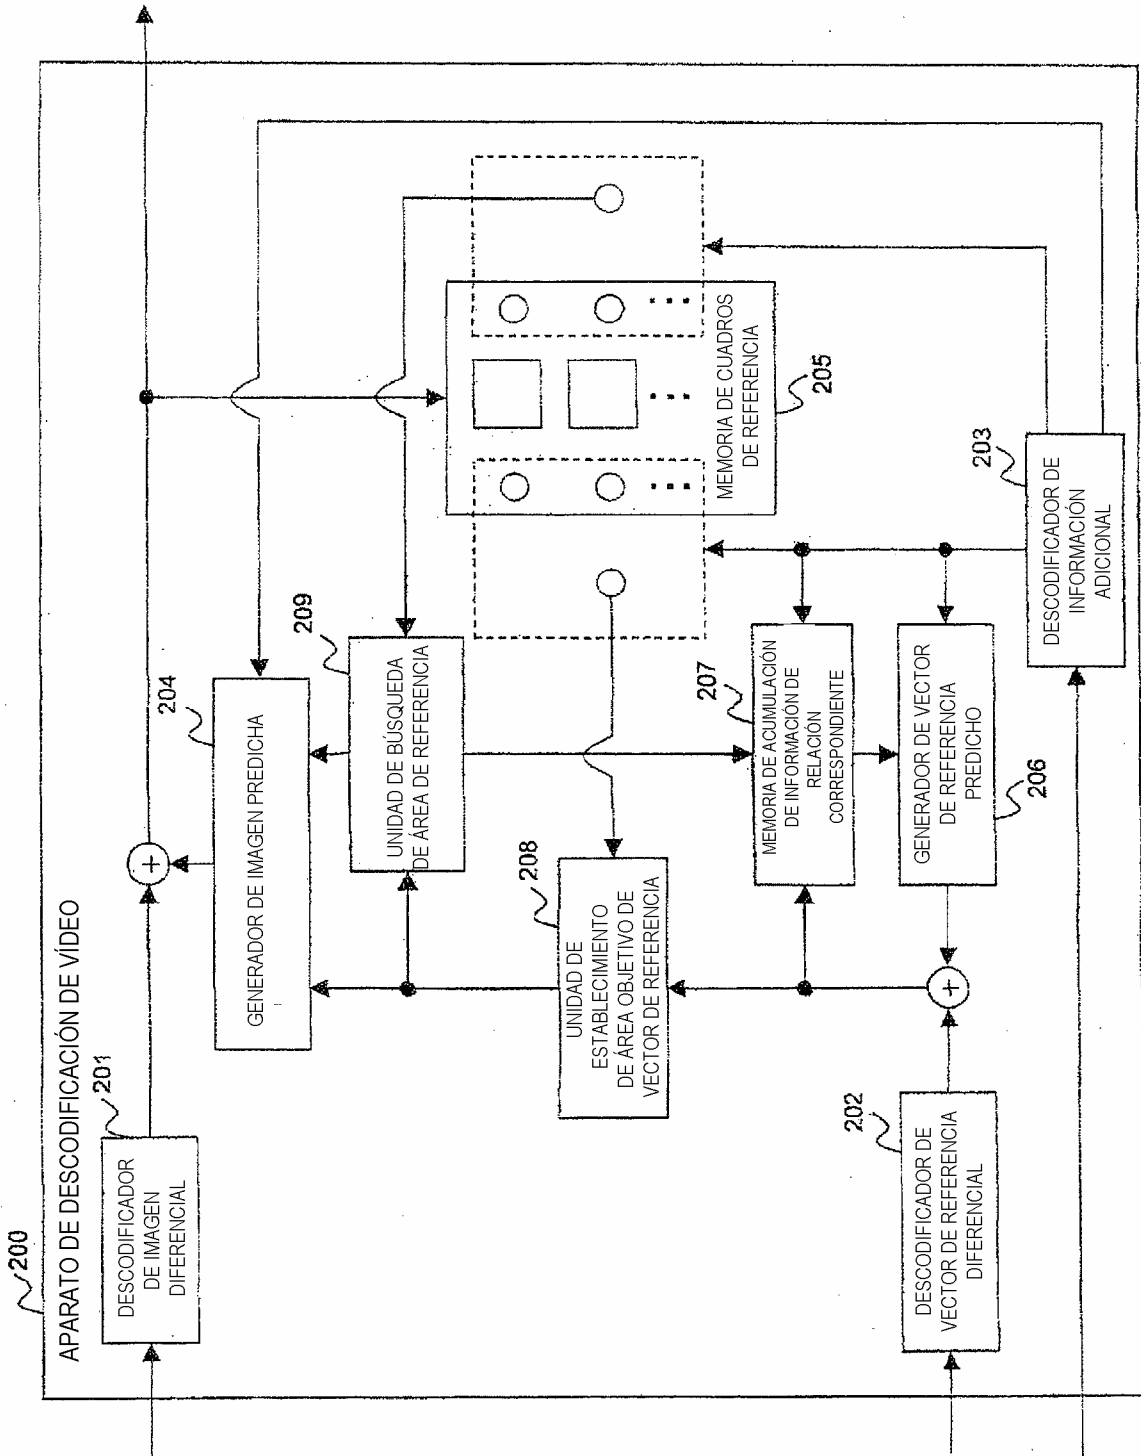 200
APARATO DE DESCODIFICACIÓN DE VÍDEO
201
DESCODIFICADOR
DE IMAGEN
DIFERENCIAL
204
GENERADOR DE IMAGEN PREDICHA
209
UNIDAD DE BÚSQUEDA
DE ÁREA DE REFERENCIA
208
UNIDAD DE
ESTABLECIMIENTO
DE ÁREA OBJETIVO DE
VECTOR DE REFERENCIA
MEMORIA DE CUADROS
DE REFERENCIA
205
207
MEMORIA DE ACUMULACIÓN
DE INFORMACIÓN DE
RELACIÓN
CORRESPONDIENTE
202
DESCODIFICADOR DE
VECTOR DE REFERENCIA
DIFERENCIAL
GENERADOR DE VECTOR
DE REFERENCIA
PREDICHO
206
203
DESCODIFICADOR DE
INFORMACIÓN
ADICIONAL